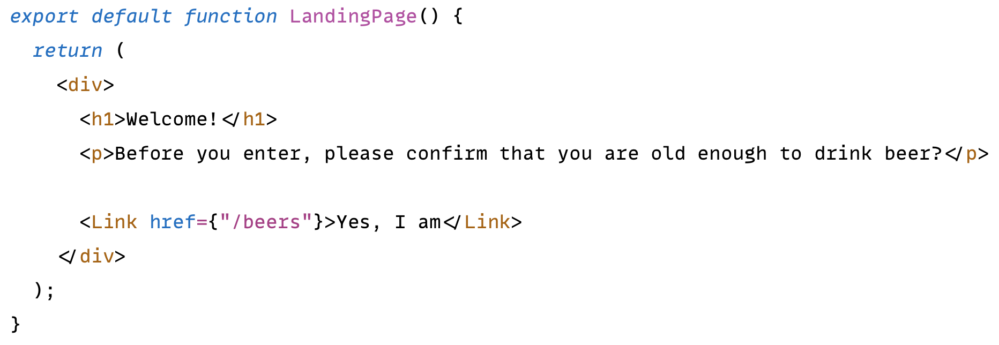 export default function LandingPage() {
  return (
    <div>
      <h1>Welcome!</h1>
      <p>Before you enter, please confirm that you are old enough to drink beer?</p>

      <Link href={"/beers"}>Yes, I am</Link>
    </div>
  );
}